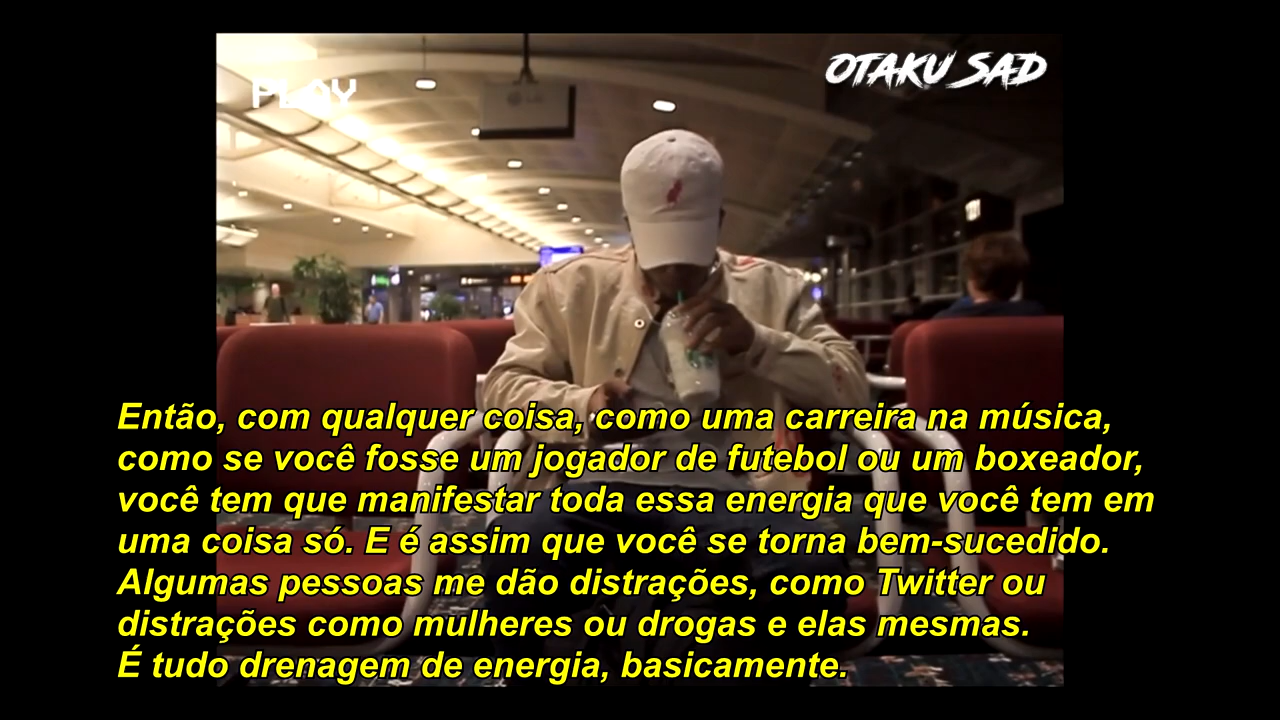 PLAY
OTAKU SAD
Então, com qualquer coisa, como uma carreira na música,
como se você fosse um jogador de futebol ou um boxeador,
você tem que manifestar toda essa energia que você tem em
uma coisa só. E é assim que você se torna bem-sucedido.
Algumas pessoas me dão distrações, como Twitter ou
distrações como mulheres ou drogas e elas mesmas.
É tudo drenagem de energia, basicamente.